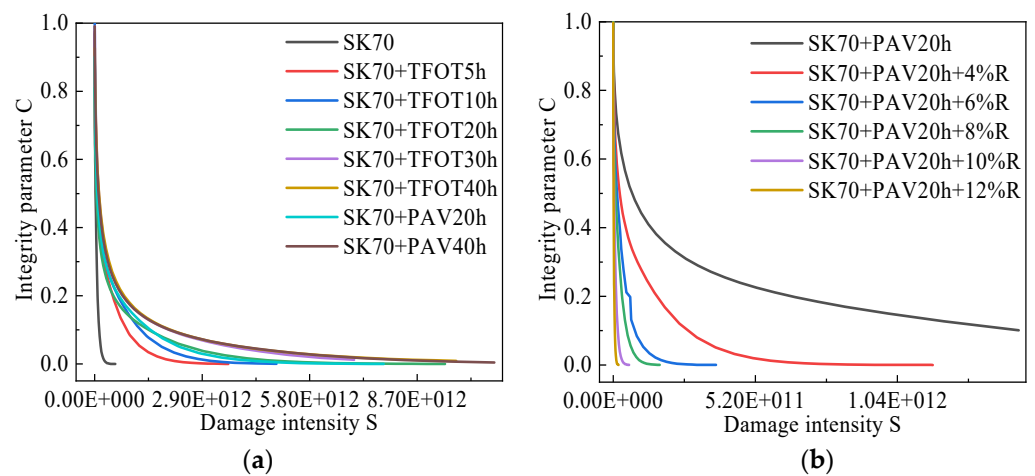 1.0
0.8
0.6
0.4
0.2
0.0
Integrity parameter C
SK70
SK70+TFOT5h
SK70+TFOT10h
SK70+TFOT20h
SK70+TFOT30h
SK70+TFOT40h
SK70+PAV20h
SK70+PAV40h
0.00E+000 2.90E+012 5.80E+012 8.70E+012
Damage intensity S
(a)
1.0
0.8
0.6
0.4
0.2
0.0
Integrity parameter C
SK70+PAV20h
SK70+PAV20h+4%R
SK70+PAV20h+6%R
SK70+PAV20h+8%R
SK70+PAV20h+10%R
SK70+PAV20h+12%R
0.00E+000 5.20E+011 1.04E+012
Damage intensity S
(b)